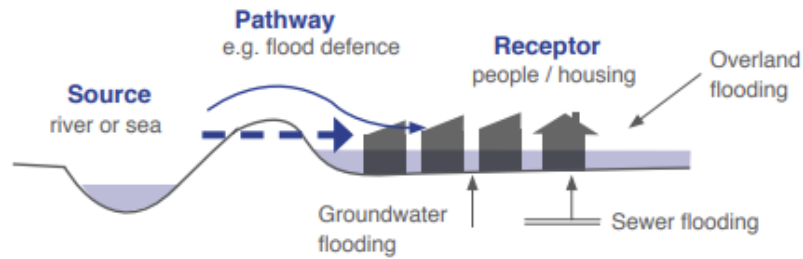 Pathway
e.g. flood defence
Receptor
people / housing
Overland
flooding
Source
river or sea
Groundwater
flooding
Sewer flooding